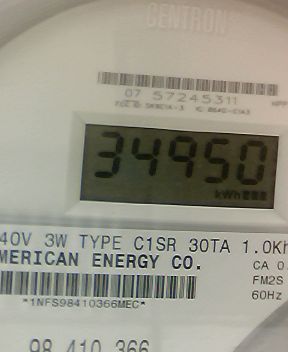 CENTRON
07 57245311
34950
kWh
40V 3W TYPE C1SR 30TA 1.0Kh
MERICAN ENERGY CO.
CA 0.
FM2S
60Hz
*1NFS98410366MEC*
98 410 366